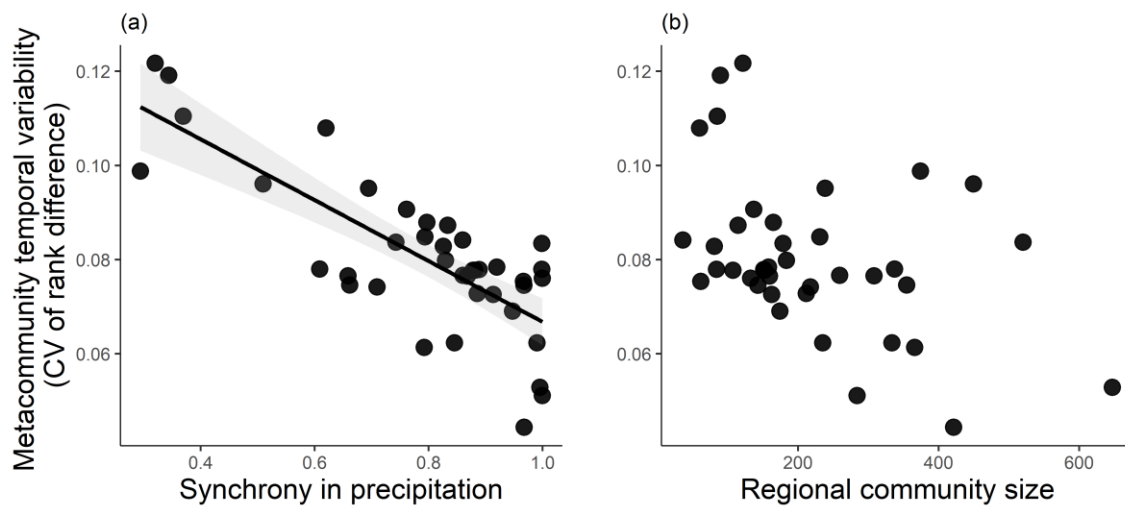 (a)
(b)
Metacommunity temporal variability
(CV of rank difference)
0.12
0.10
0.08
0.06
0.4
0.6
0.8
1.0
Synchrony in precipitation
0.12
0.10
0.08
0.06
200
400
600
Regional community size